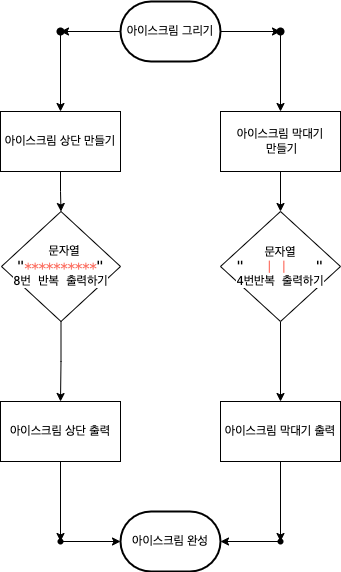 아이스크림 그리기
아이스크림 상단 만들기
아이스크림 막대기
만들기
문자열
"**********"
8번 반복 출력하기
문자열
"   | |   "
4번반복 출력하기
아이스크림 상단 출력
아이스크림 막대기 출력
아이스크림 완성